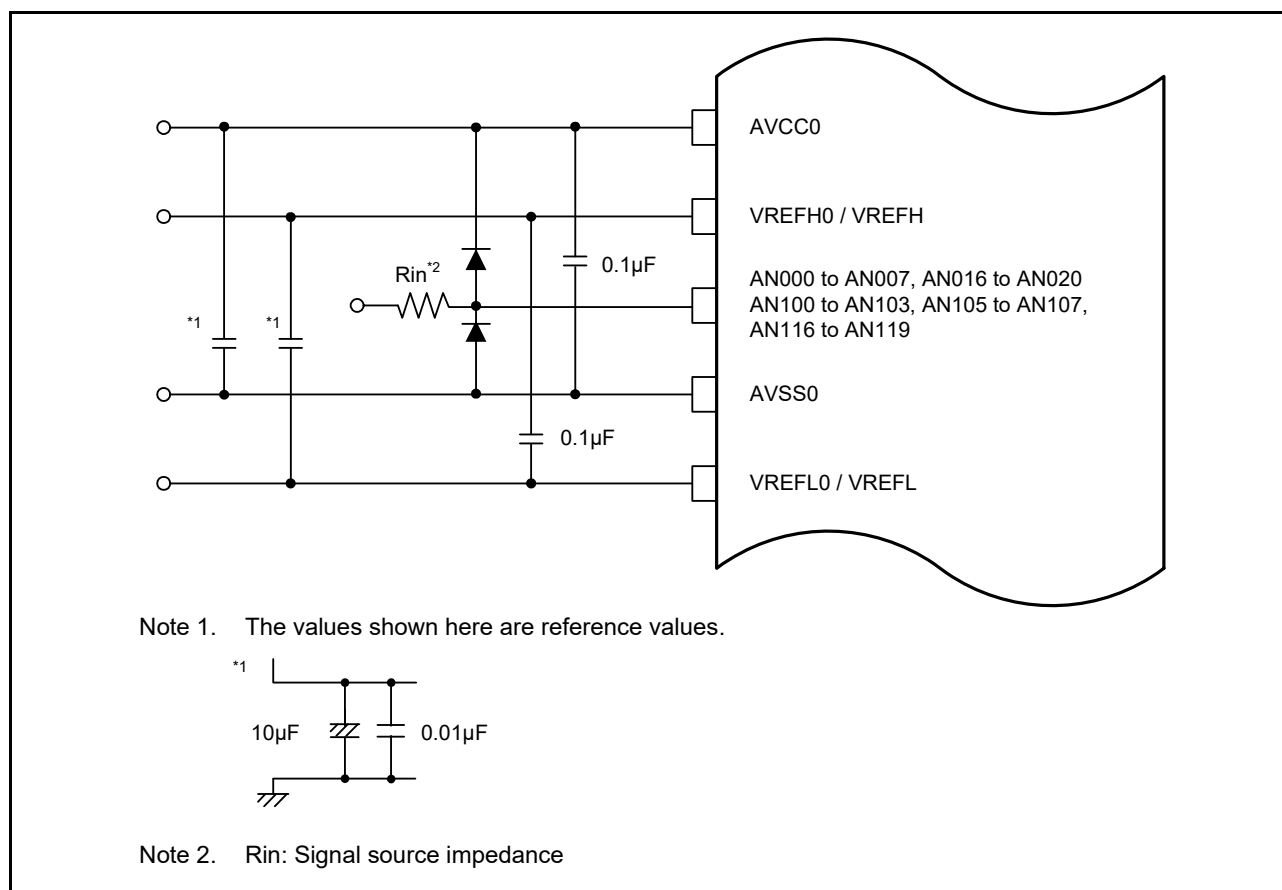 AVCC0
VREFH0 / VREFH
0.1µF
Rin*2
AN000 to AN007, AN016 to AN020
AN100 to AN103, AN105 to AN107,
AN116 to AN119
*1
*1
AVSS0
0.1µF
VREFL0 / VREFL
Note 1. The values shown here are reference values.
*1
10µF
0.01µF
Note 2. Rin: Signal source impedance